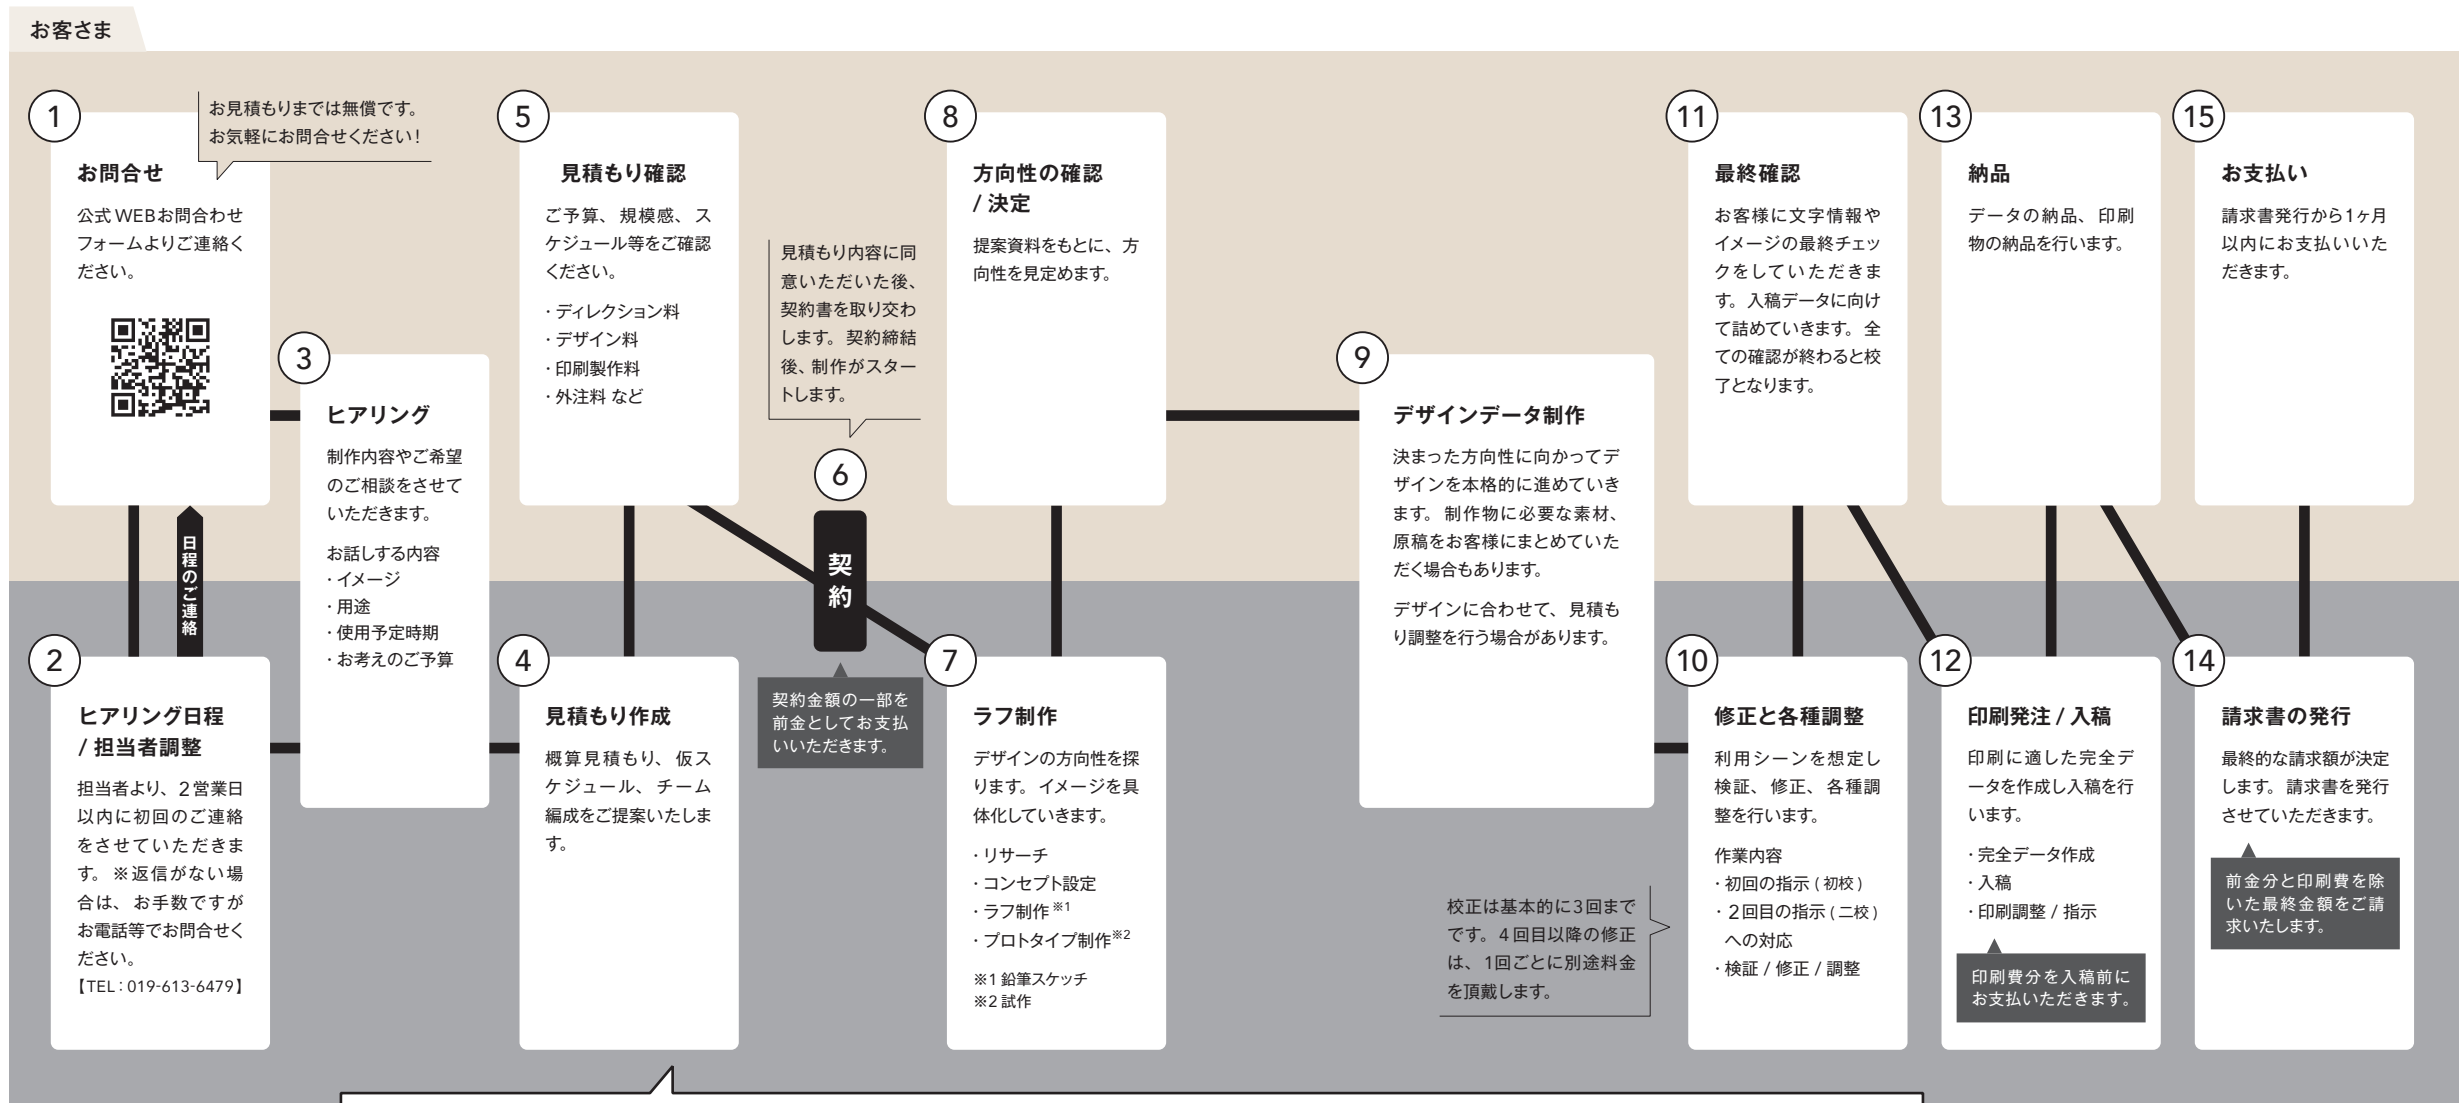 お客さま
1
お問合せ
公式WEBお問合わせ
フォームよりご連絡く
ださい。
お見積もりまでは無償です。
お気軽にお問合せください!
日程のご連絡
2
ヒアリング日程
/ 担当者調整
担当者より、2営業日
以内に初回のご連絡
をさせていただきま
す。※返信がない場
合は、お手数ですが
お電話等でお問合せく
ださい。
【TEL:019-613-6479】
3
ヒアリング
制作内容やご希望
のご相談をさせて
いただきます。
お話しする内容
・イメージ
・用途
・使用予定時期
・お考えのご予算
4
見積もり作成
概算見積もり、仮ス
ケジュール、チーム
編成をご提案いたしま
す。
5
見積もり確認
ご予算、規模感、ス
ケジュール等をご確認
ください。
・ディレクション料
・デザイン料
・印刷製作料
・外注料 など
見積もり内容に同
意いただいた後、
契約書を取り交わ
します。契約締結
後、制作がスター
トします。
6
契約
契約金額の一部を
前金としてお支払
いいただきます。
7
ラフ制作
デザインの方向性を探
ります。イメージを具
体化していきます。
・リサーチ
・コンセプト設定
・ラフ制作※1
・プロトタイプ制作※2
※1 鉛筆スケッチ
※2 試作
8
方向性の確認
/ 決定
提案資料をもとに、方
向性を見定めます。
9
デザインデータ制作
決まった方向性に向かってデ
ザインを本格的に進めていき
ます。制作物に必要な素材、
原稿をお客様にまとめていた
だく場合もあります。
デザインに合わせて、見積も
り調整を行う場合があります。
10
修正と各種調整
利用シーンを想定し
検証、修正、各種調
整を行います。
作業内容
・初回の指示 ( 初校 )
・2回目の指示 ( 二校 )
への対応
・検証 / 修正 / 調整
校正は基本的に3回まで
です。4回目以降の修正
は、1回ごとに別途料金
を頂戴します。
11
最終確認
お客様に文字情報や
イメージの最終チェッ
クをしていただきま
す。入稿データに向け
て詰めていきます。全
ての確認が終わると校
了となります。
12
印刷発注 / 入稿
印刷に適した完全デ
ータを作成し入稿を行
います。
・完全データ作成
・入稿
・印刷調整 / 指示
印刷費分を入稿前に
お支払いただきます。
13
納品
データの納品、印刷
物の納品を行います。
14
請求書の発行
最終的な請求額が決定
します。請求書を発行
させていただきます。
前金分と印刷費を除
いた最終金額をご請
求いたします。
15
お支払い
請求書発行から1ヶ月
以内にお支払いいた
だきます。